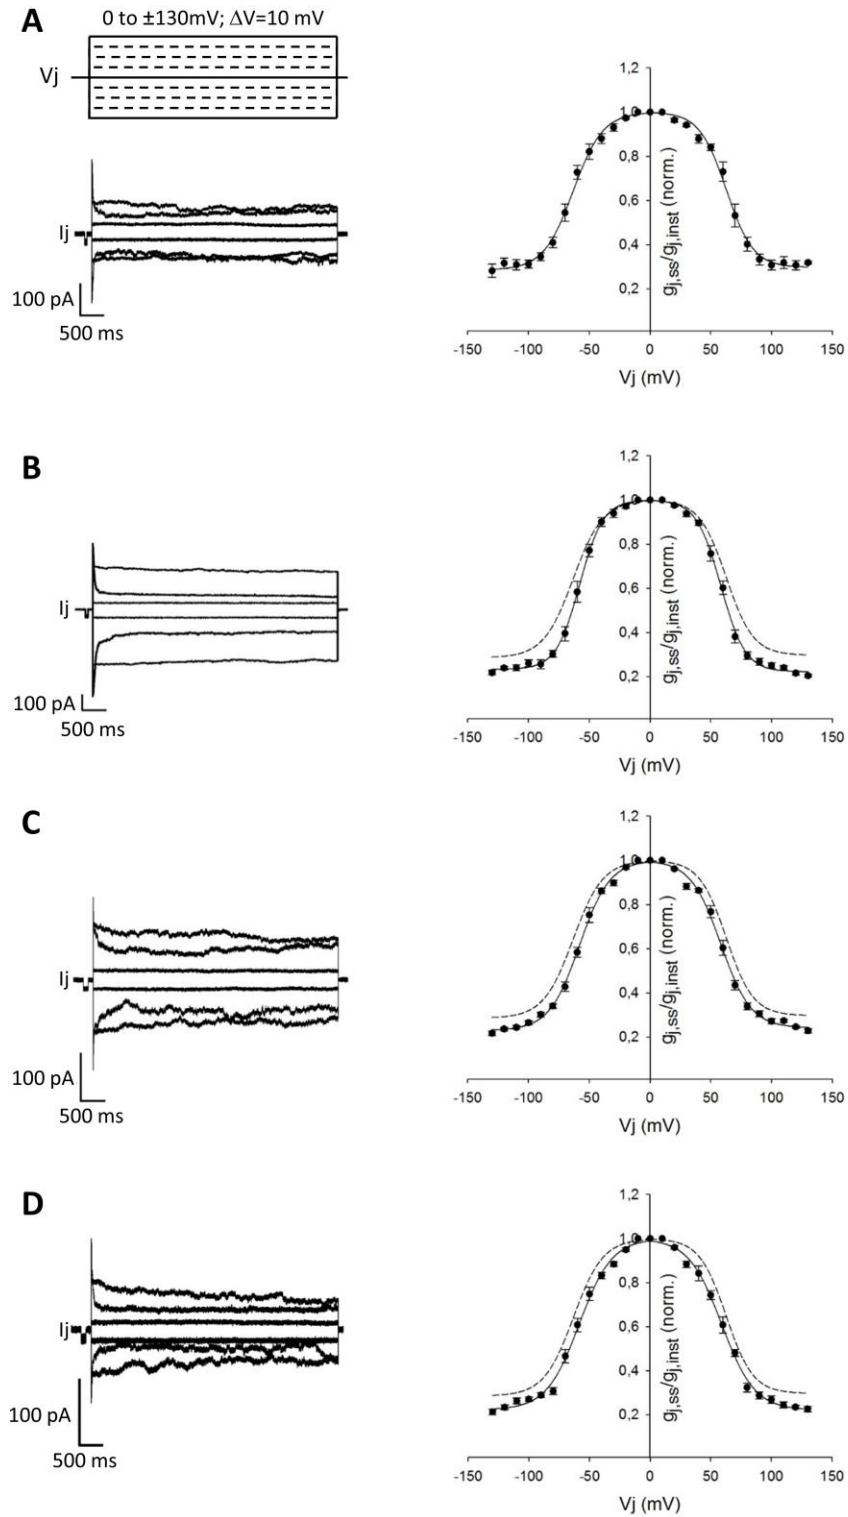 A
0 to ±130mV; ΔV=10 mV
Vj
Ij
100 pA
500 ms
1,2
1,0
0,8
0,6
0,4
0,2
gj,ss/gj,inst (norm.)
-150 -100 -50 0 50 100 150
Vj (mV)
B
Ij
100 pA
500 ms
1,2
1,0
0,8
0,6
0,4
0,2
gj,ss/gj,inst (norm.)
-150 -100 -50 0 50 100 150
Vj (mV)
C
Ij
100 pA
500 ms
1,2
1,0
0,8
0,6
0,4
0,2
gj,ss/gj,inst (norm.)
-150 -100 -50 0 50 100 150
Vj (mV)
D
Ij
100 pA
500 ms
1,2
1,0
0,8
0,6
0,4
0,2
gj,ss/gj,inst (norm.)
-150 -100 -50 0 50 100 150
Vj (mV)